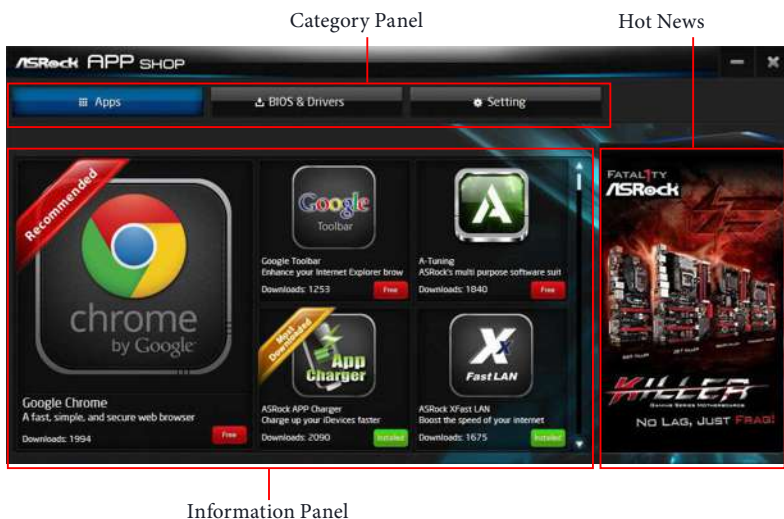 Category Panel
Hot News
ASRock APP SHOP
Apps
BIOS & Drivers
Setting
Recommended
chrome
by Google
Google Chrome
A fast, simple, and secure web browser
Downloads: 1994
Free
Google
Toolbar
Google Toolbar
Enhance your Internet Explorer brow
Downloads: 1253
Free
A
A-Tuning
ASRock's multi purpose software suit
Downloads: 1840
Free
Most
Downloaded
App
Charger
ASRock APP Charger
Charge up your iDevices faster
Downloads: 2090
Installed
X
Fast LAN
ASRock XFast LAN
Boost the speed of your internet
Downloads: 1675
Installed
FATAL1TY
ASRock
KILLER
GAMING SERIES MOTHERBOARDS
NO LAG, JUST FRAG!
Information Panel